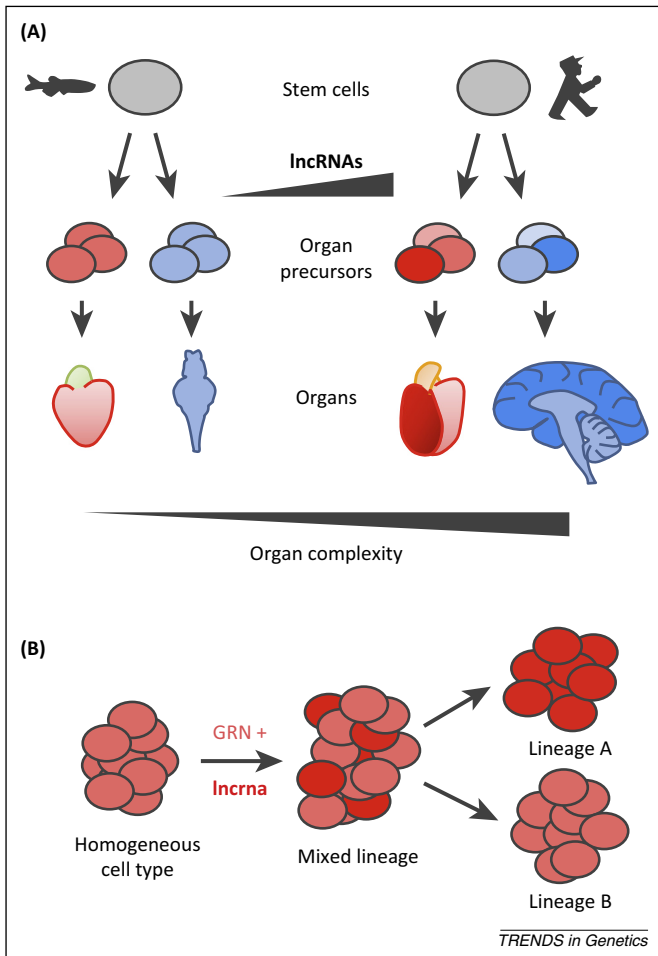 (A)
Stem cells
lncRNAs
Organ
precursors
Organs
Organ complexity
(B)
GRN +
lncrna
Homogeneous
cell type
Mixed lineage
Lineage A
Lineage B
TRENDS in Genetics